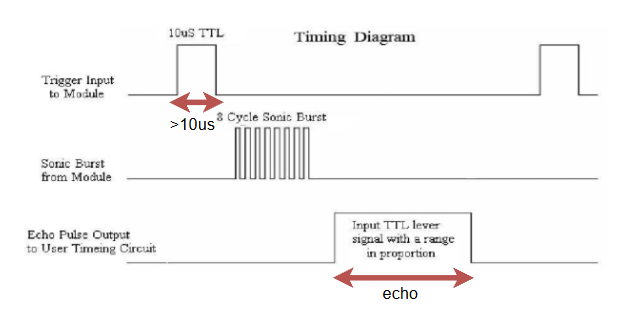 10uS TTL
Timing Diagram
Trigger Input
to Module
>10us
8 Cycle Sonic Burst
Sonic Burst
from Module
Echo Pulse Output
to User Timeing Circuit
Input TTL lever
signal with a range
in proportion
echo